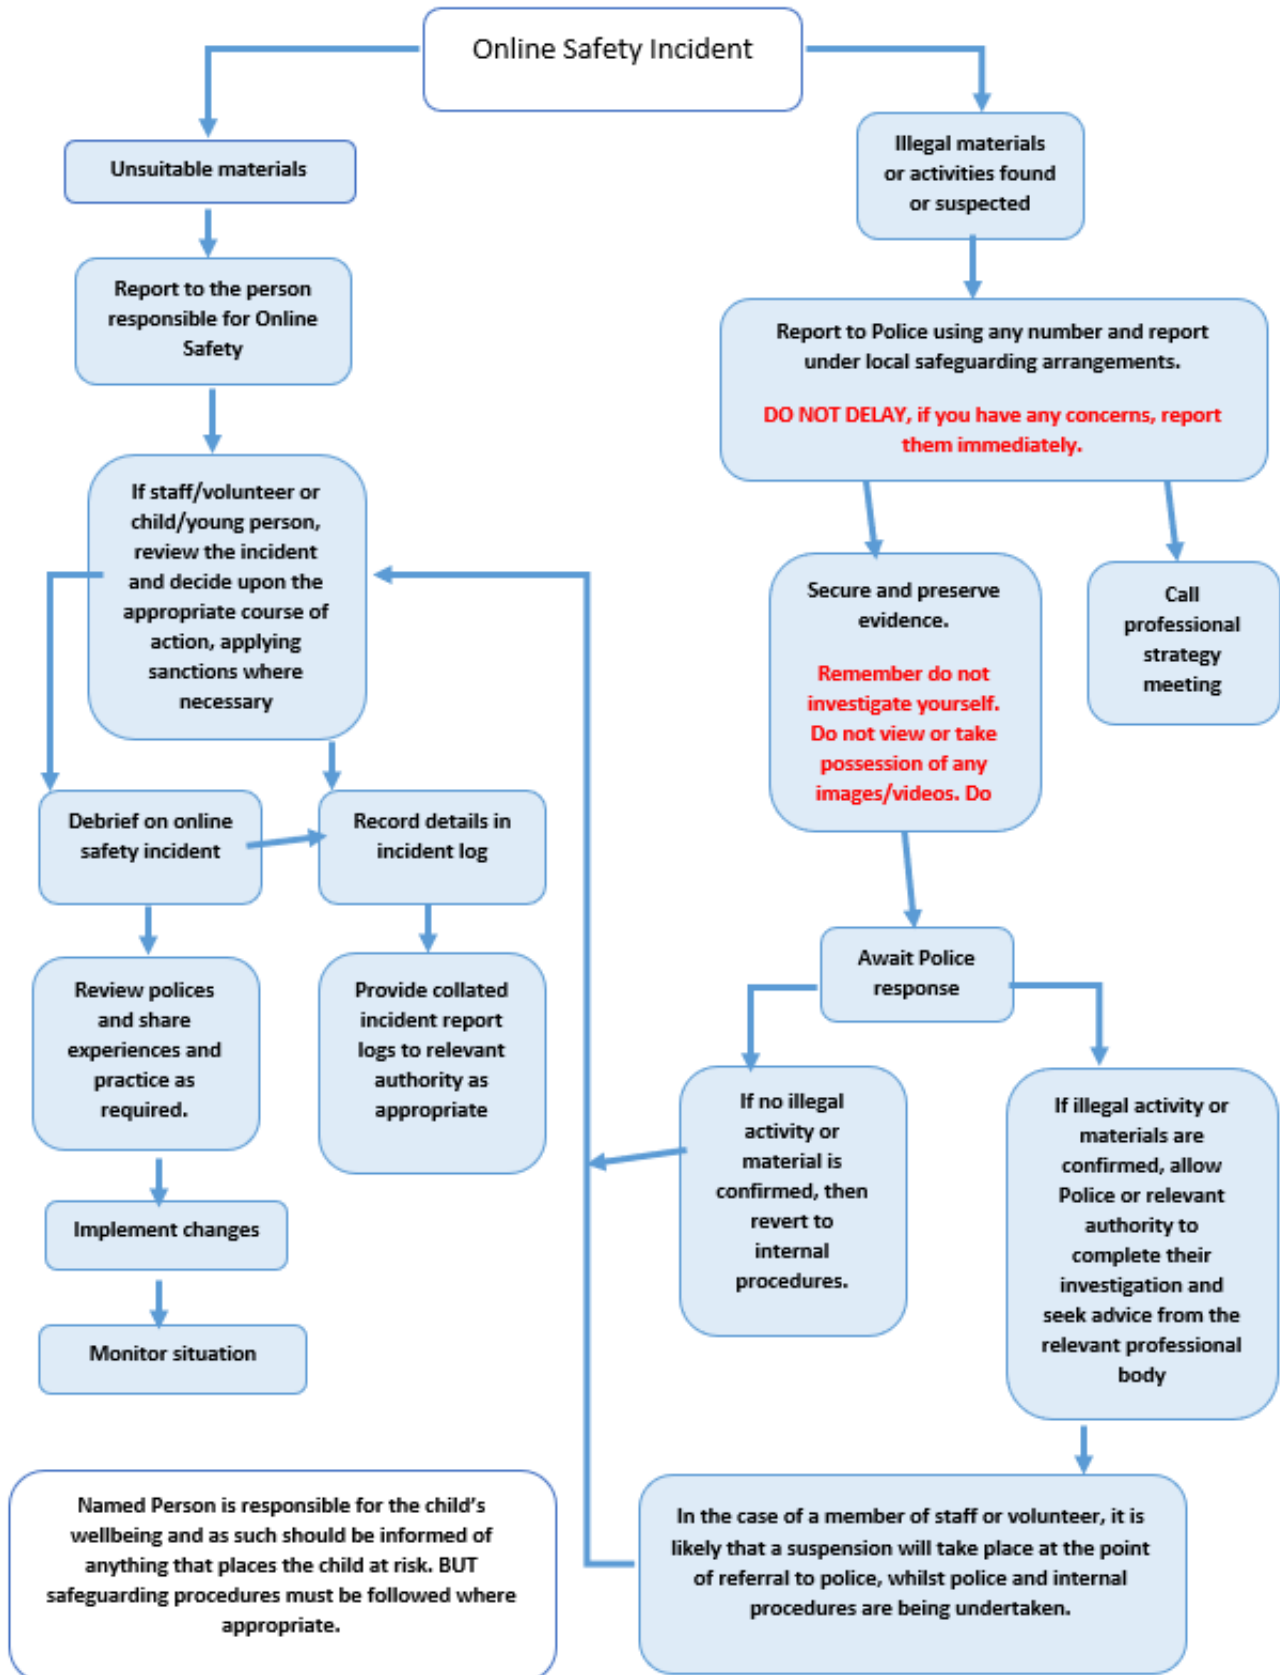 Online Safety Incident
Unsuitable materials
Report to the person
responsible for Online
Safety
If staff/volunteer or
child/young person,
review the incident
and decide upon the
appropriate course of
action, applying
sanctions where
necessary
Debrief on online
safety incident
Record details in
incident log
Review polices
and share
experiences and
practice as
required.
Provide collated
incident report
logs to relevant
authority as
appropriate
Implement changes
Monitor situation
Illegal materials
or activities found
or suspected
Report to Police using any number and report
under local safeguarding arrangements.
DO NOT DELAY, if you have any concerns, report
them immediately.
Secure and preserve
evidence.
Remember do not
investigate yourself.
Do not view or take
possession of any
images/videos. Do
Call
professional
strategy
meeting
Await Police
response
If no illegal
activity or
material is
confirmed, then
revert to
internal
procedures.
If illegal activity or
materials are
confirmed, allow
Police or relevant
authority to
complete their
investigation and
seek advice from the
relevant professional
body
In the case of a member of staff or volunteer, it is
likely that a suspension will take place at the point
of referral to police, whilst police and internal
procedures are being undertaken.
Named Person is responsible for the child’s
wellbeing and as such should be informed of
anything that places the child at risk. BUT
safeguarding procedures must be followed where
appropriate.